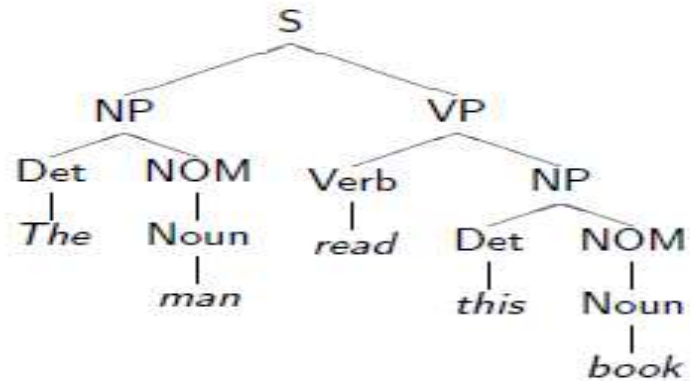 S
NP VP
Det NOM Verb NP
The Noun read Det NOM
man this Noun
book